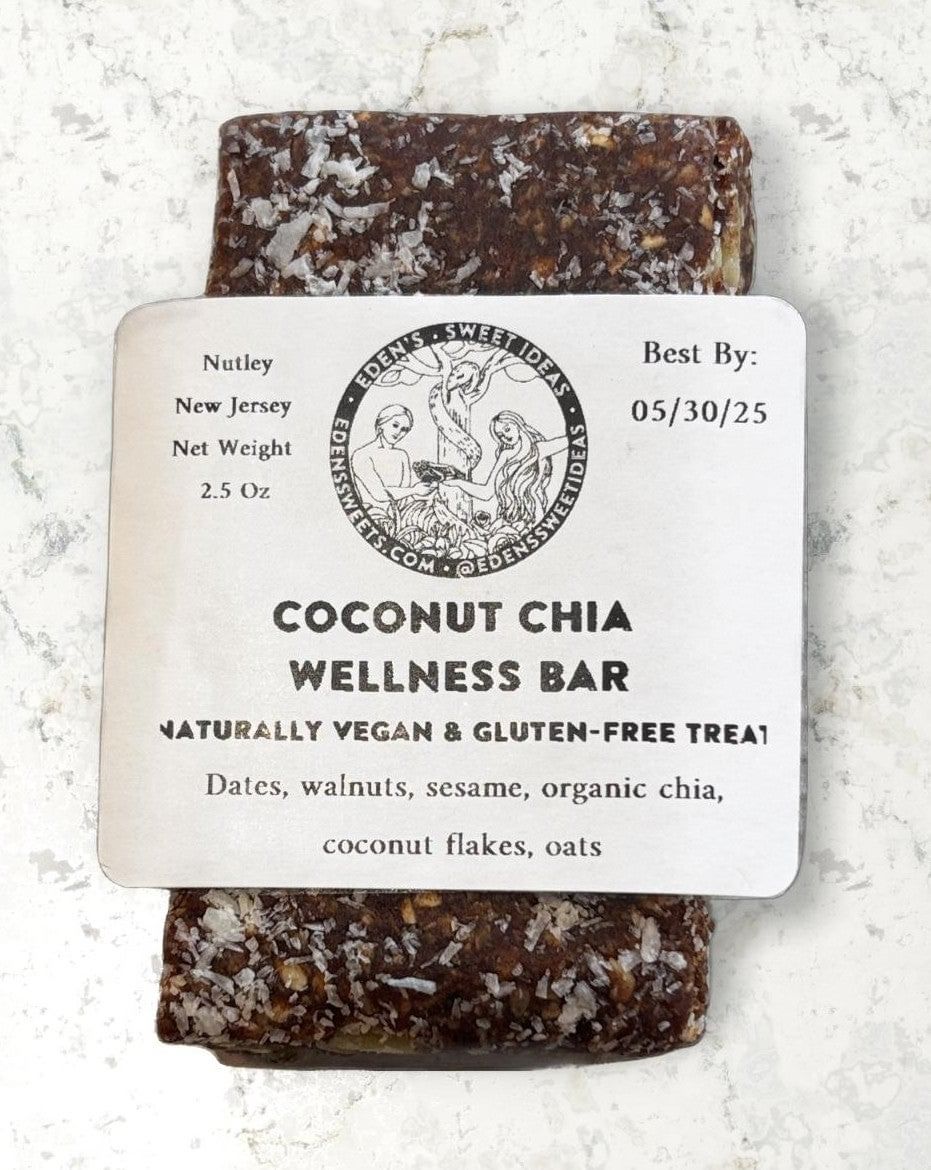 Nutley
New Jersey
Net Weight
2.5 Oz
EDEN'S · SWEET IDEAS · @EDENSSWEETIDEAS · EDENSSWEETS.COM ·
Best By:
05/30/25
COCONUT CHIA
WELLNESS BAR
NATURALLY VEGAN & GLUTEN-FREE TREAT
Dates, walnuts, sesame, organic chia,
coconut flakes, oats